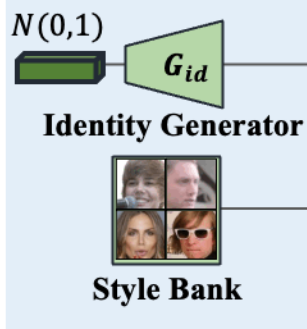 N(0,1)
G_id
Identity Generator
Style Bank